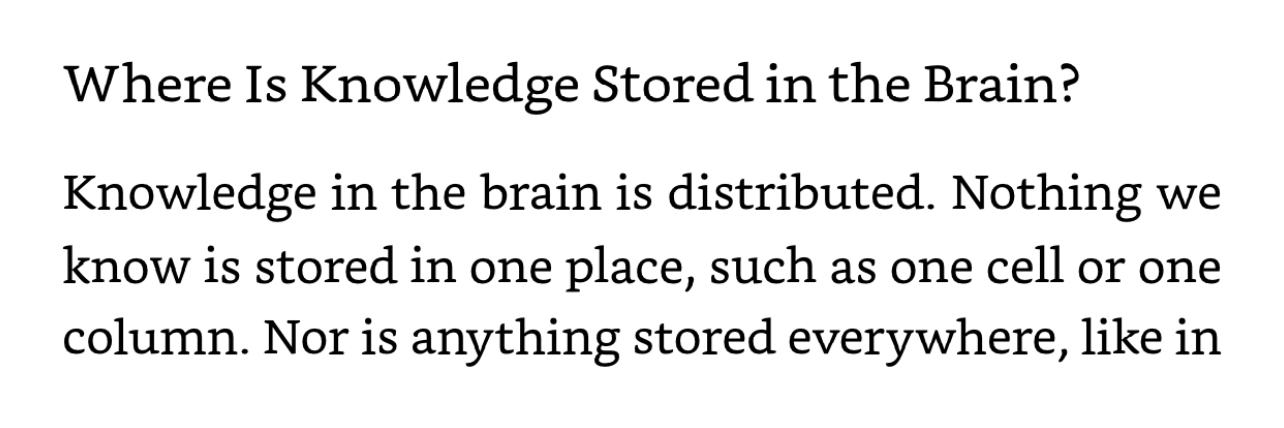 Where Is Knowledge Stored in the Brain?
Knowledge in the brain is distributed. Nothing we
know is stored in one place, such as one cell or one
column. Nor is anything stored everywhere, like in